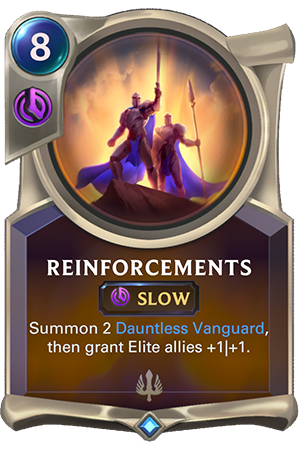 8
REINFORCEMENTS
SLOW
Summon 2 Dauntless Vanguard,
then grant Elite allies +1|+1.